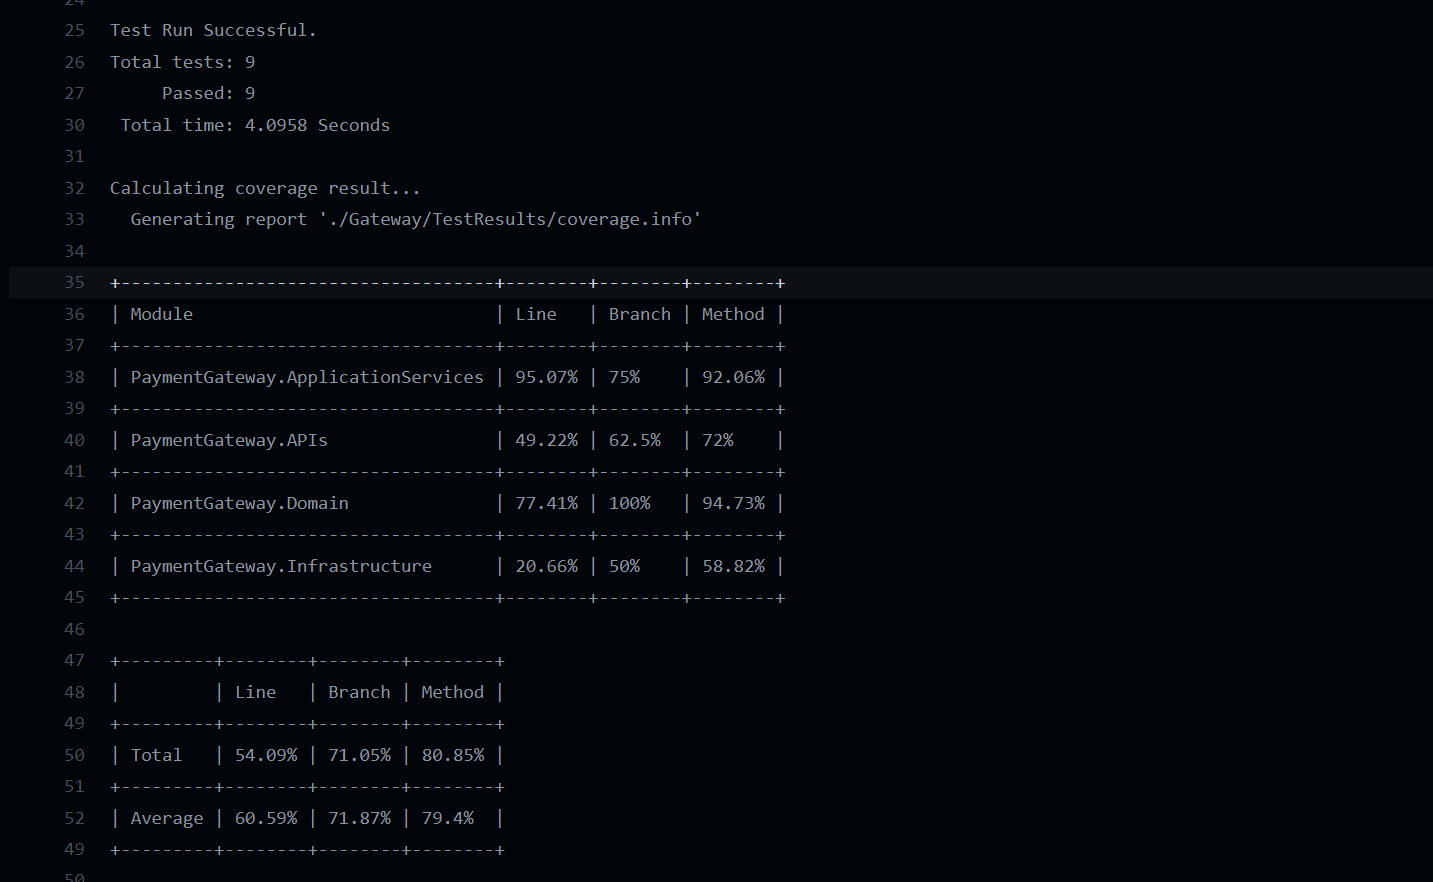 24
25 Test Run Successful.
26 Total tests: 9
27      Passed: 9
30  Total time: 4.0958 Seconds
31
32 Calculating coverage result...
33   Generating report './Gateway/TestResults/coverage.info'
34
35 +------------------------------------+--------+--------+--------+
36 | Module                             | Line   | Branch | Method |
37 +------------------------------------+--------+--------+--------+
38 | PaymentGateway.ApplicationServices | 95.07% | 75%    | 92.06% |
39 +------------------------------------+--------+--------+--------+
40 | PaymentGateway.APIs                | 49.22% | 62.5%  | 72%    |
41 +------------------------------------+--------+--------+--------+
42 | PaymentGateway.Domain              | 77.41% | 100%   | 94.73% |
43 +------------------------------------+--------+--------+--------+
44 | PaymentGateway.Infrastructure      | 20.66% | 50%    | 58.82% |
45 +------------------------------------+--------+--------+--------+
46
47 +---------+--------+--------+--------+
48 |         | Line   | Branch | Method |
49 +---------+--------+--------+--------+
50 | Total   | 54.09% | 71.05% | 80.85% |
51 +---------+--------+--------+--------+
52 | Average | 60.59% | 71.87% | 79.4%  |
49 +---------+--------+--------+--------+
50